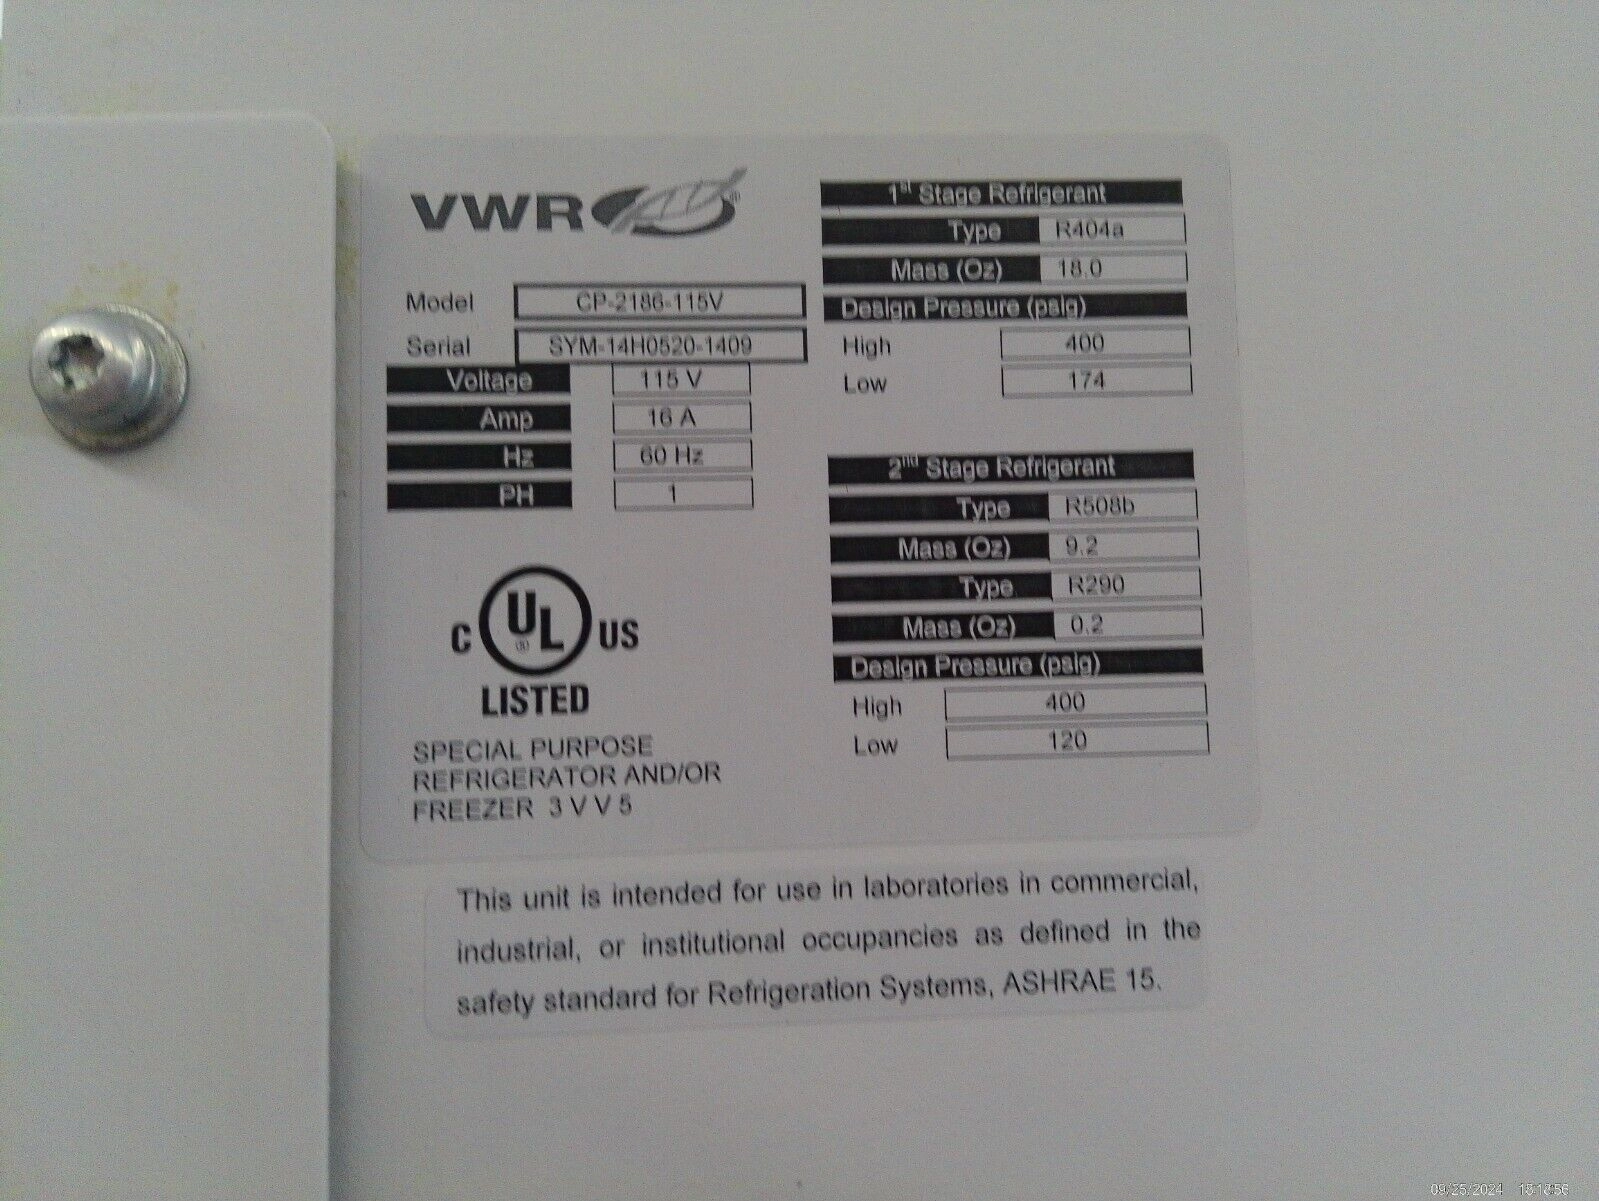 VWR
Model CP-2186-115V
Serial SYM-14H0520-1409
Voltage 115 V
Amp 16 A
Hz 60 Hz
PH 1
C UL US
LISTED
SPECIAL PURPOSE
REFRIGERATOR AND/OR
FREEZER 3 V V 5
1st Stage Refrigerant
Type R404a
Mass (Oz) 18.0
Design Pressure (psig)
High 400
Low 174
2nd Stage Refrigerant
Type R508b
Mass (Oz) 9.2
Type R290
Mass (Oz) 0.2
Design Pressure (psig)
High 400
Low 120
This unit is intended for use in laboratories in commercial,
industrial, or institutional occupancies as defined in the
safety standard for Refrigeration Systems, ASHRAE 15.
09/25/2024